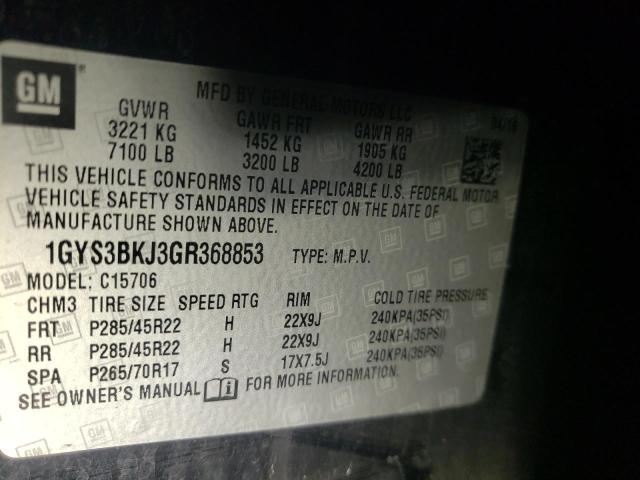 GM
MFD BY GENERAL MOTORS LLC
04/16
GVWR GAWR FRT GAWR RR
3221 KG 1452 KG 1905 KG
7100 LB 3200 LB 4200 LB
THIS VEHICLE CONFORMS TO ALL APPLICABLE U.S. FEDERAL MOTOR
VEHICLE SAFETY STANDARDS IN EFFECT ON THE DATE OF
MANUFACTURE SHOWN ABOVE.
1GYS3BKJ3GR368853 TYPE: M.P.V.
MODEL: C15706
CHM3 TIRE SIZE SPEED RTG RIM COLD TIRE PRESSURE
FRT P285/45R22 H 22X9J 240KPA(35PSI)
RR P285/45R22 H 22X9J 240KPA(35PSI)
SPA P265/70R17 S 17X7.5J 240KPA(35PSI)
SEE OWNER'S MANUAL FOR MORE INFORMATION.